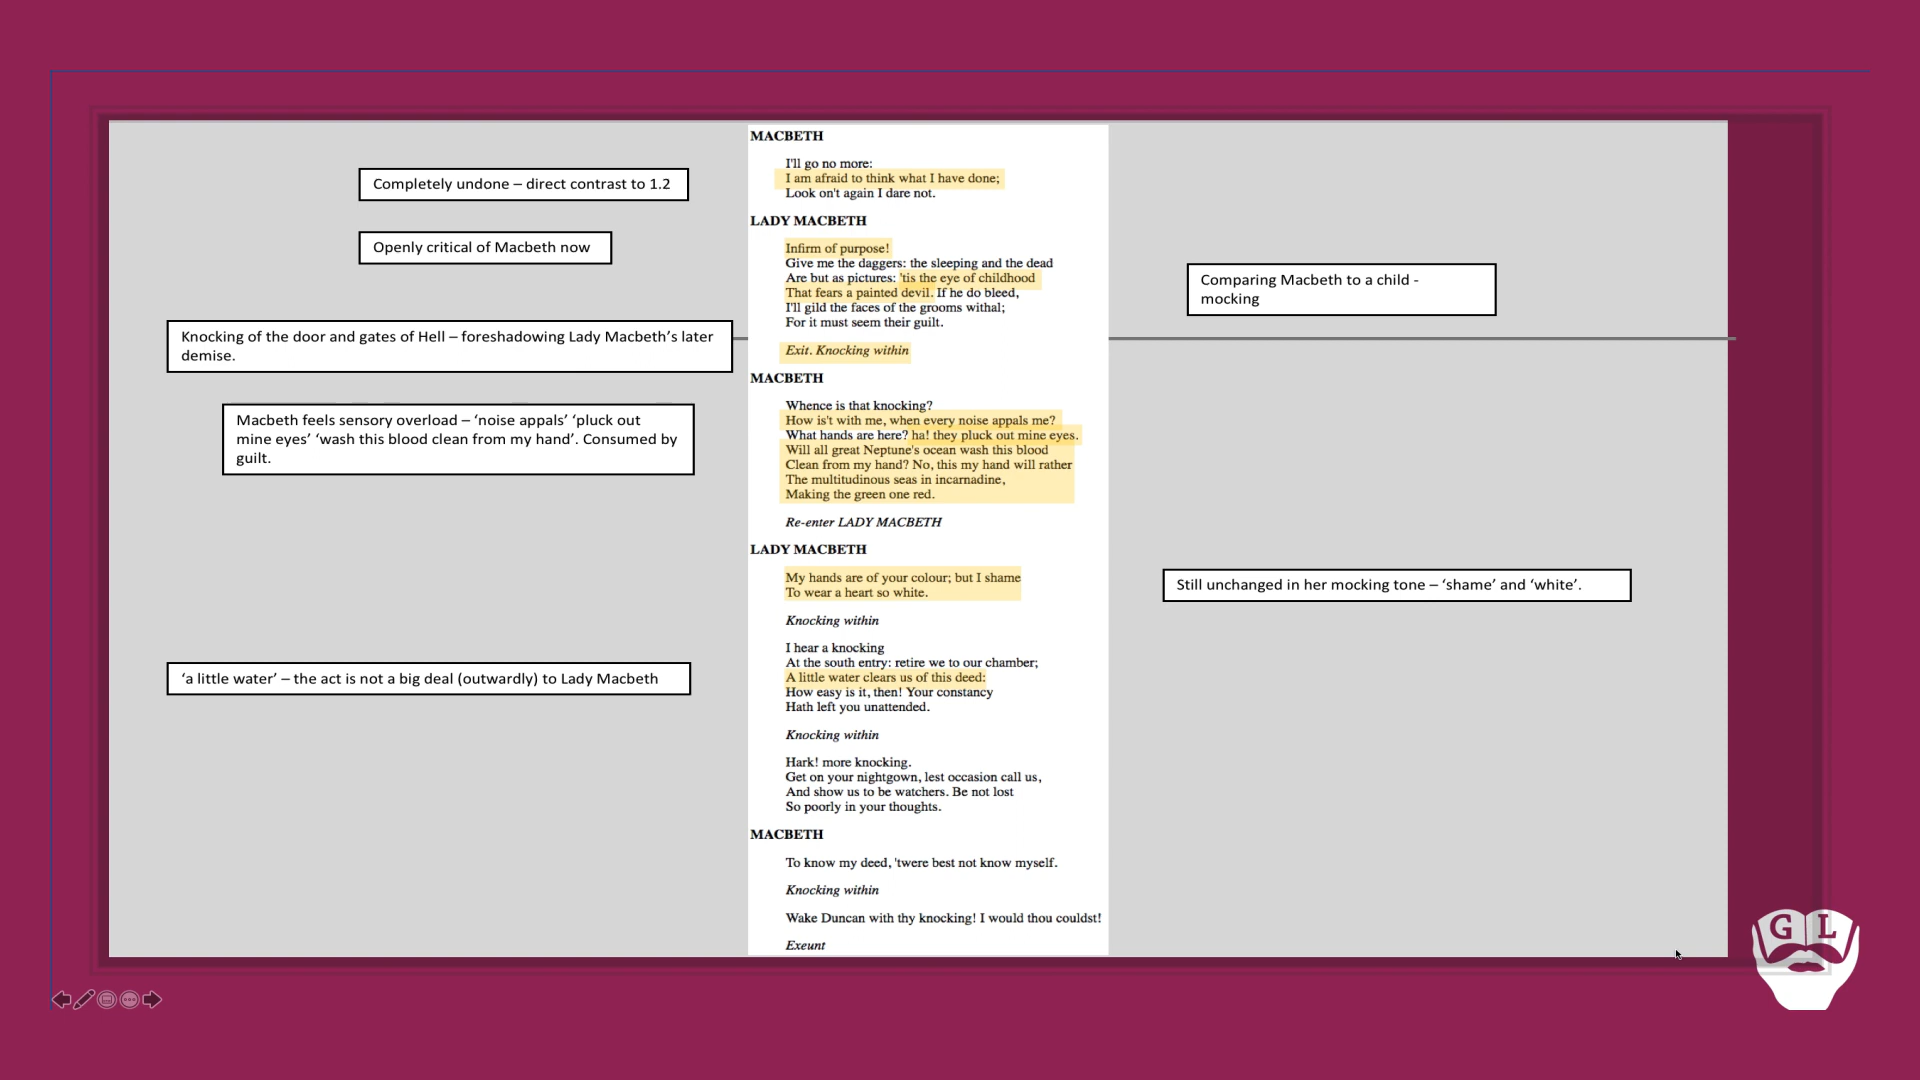 Completely undone – direct contrast to 1.2
Openly critical of Macbeth now
Knocking of the door and gates of Hell – foreshadowing Lady Macbeth’s later
demise.
Macbeth feels sensory overload – ‘noise appals’ ‘pluck out
mine eyes’ ‘wash this blood clean from my hand’. Consumed by
guilt.
‘a little water’ – the act is not a big deal (outwardly) to Lady Macbeth
MACBETH
I'll go no more:
I am afraid to think what I have done;
Look on't again I dare not.
LADY MACBETH
Infirm of purpose!
Give me the daggers: the sleeping and the dead
Are but as pictures: 'tis the eye of childhood
That fears a painted devil. If he do bleed,
I'll gild the faces of the grooms withal;
For it must seem their guilt.
Exit. Knocking within
MACBETH
Whence is that knocking?
How is't with me, when every noise appals me?
What hands are here? ha! they pluck out mine eyes.
Will all great Neptune's ocean wash this blood
Clean from my hand? No, this my hand will rather
The multitudinous seas in incarnadine,
Making the green one red.
Re-enter LADY MACBETH
LADY MACBETH
My hands are of your colour; but I shame
To wear a heart so white.
Knocking within
I hear a knocking
At the south entry: retire we to our chamber;
A little water clears us of this deed:
How easy is it, then! Your constancy
Hath left you unattended.
Knocking within
Hark! more knocking.
Get on your nightgown, lest occasion call us,
And show us to be watchers. Be not lost
So poorly in your thoughts.
MACBETH
To know my deed, 'twere best not know myself.
Knocking within
Wake Duncan with thy knocking! I would thou couldst!
Exeunt
Comparing Macbeth to a child -
mocking
Still unchanged in her mocking tone – ‘shame’ and ‘white’.
G L